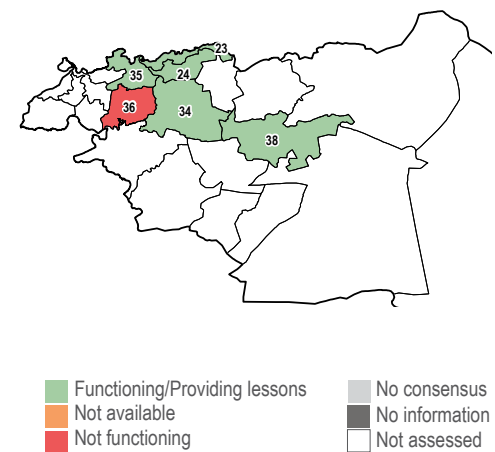 23
35
24
36
34
38
Functioning/Providing lessons
Not available
Not functioning
No consensus
No information
Not assessed